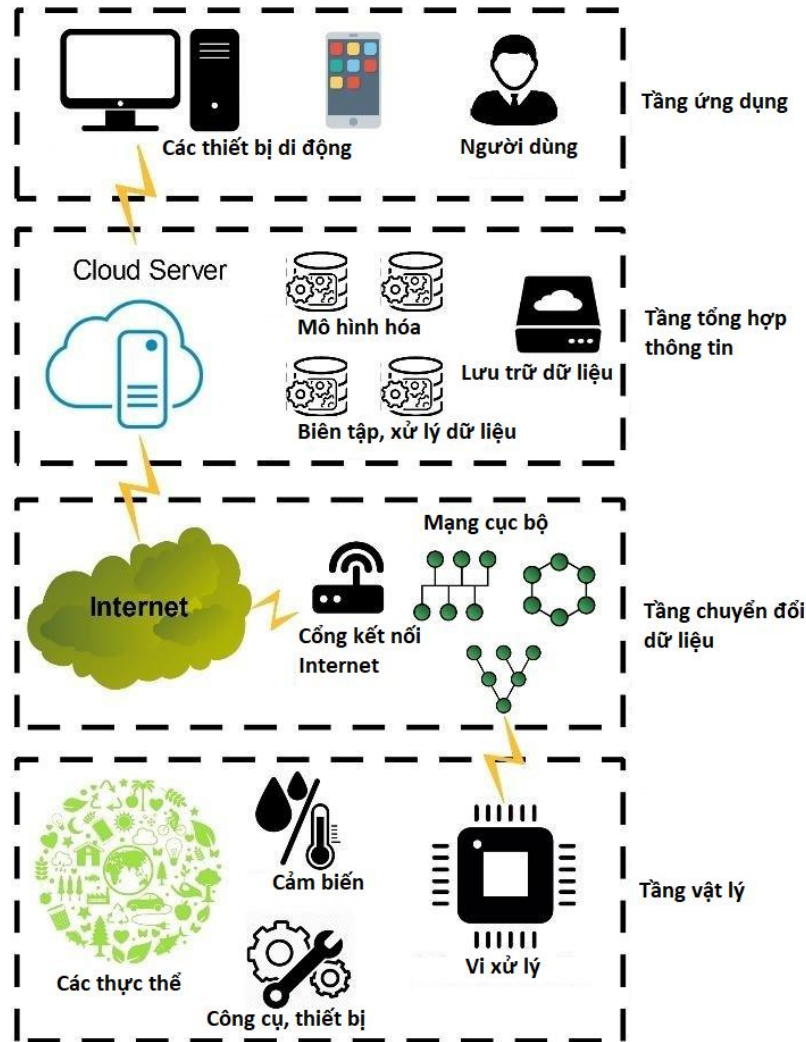 Các thiết bị di động
Người dùng
Tầng ứng dụng
Cloud Server
Mô hình hóa
Lưu trữ dữ liệu
Biên tập, xử lý dữ liệu
Tầng tổng hợp
thông tin
Mạng cục bộ
Internet
Cổng kết nối
Internet
Tầng chuyển đổi
dữ liệu
Cảm biến
Các thực thể
Công cụ, thiết bị
Vi xử lý
Tầng vật lý